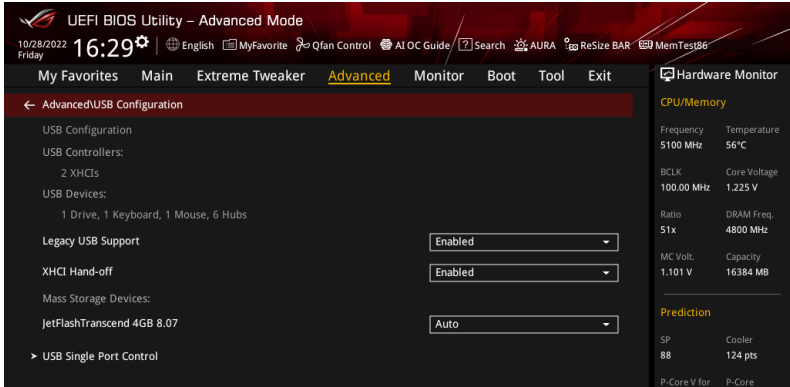 UEFI BIOS Utility – Advanced Mode
10/28/2022 Friday 16:29 English MyFavorite Qfan Control AI OC Guide ? Search AURA ReSize BAR MemTest86
My Favorites Main Extreme Tweaker Advanced Monitor Boot Tool Exit
Hardware Monitor
← Advanced\USB Configuration
USB Configuration
USB Controllers:
2 XHCIs
USB Devices:
1 Drive, 1 Keyboard, 1 Mouse, 6 Hubs
Legacy USB Support Enabled
XHCI Hand-off Enabled
Mass Storage Devices:
JetFlashTranscend 4GB 8.07 Auto
USB Single Port Control
CPU/Memory
Frequency Temperature
5100 MHz 56°C
BCLK Core Voltage
100.00 MHz 1.225 V
Ratio DRAM Freq.
51x 4800 MHz
MC Volt. Capacity
1.101 V 16384 MB
Prediction
SP Cooler
88 124 pts
P-Core V for P-Core